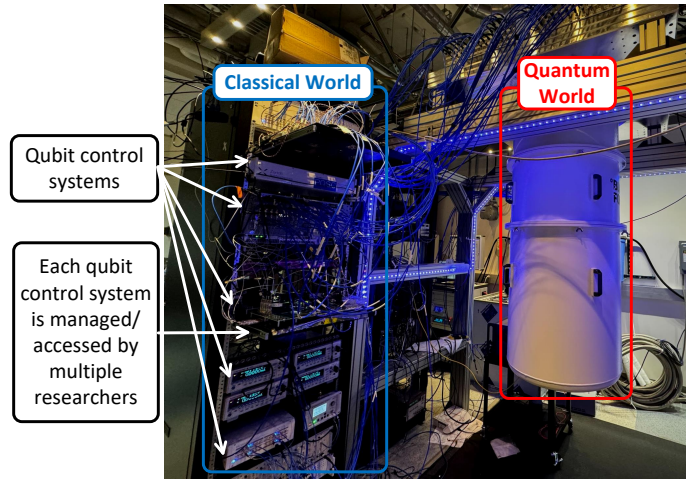 Classical World
Quantum
World
Qubit control
systems
Each qubit
control system
is managed/
accessed by
multiple
researchers